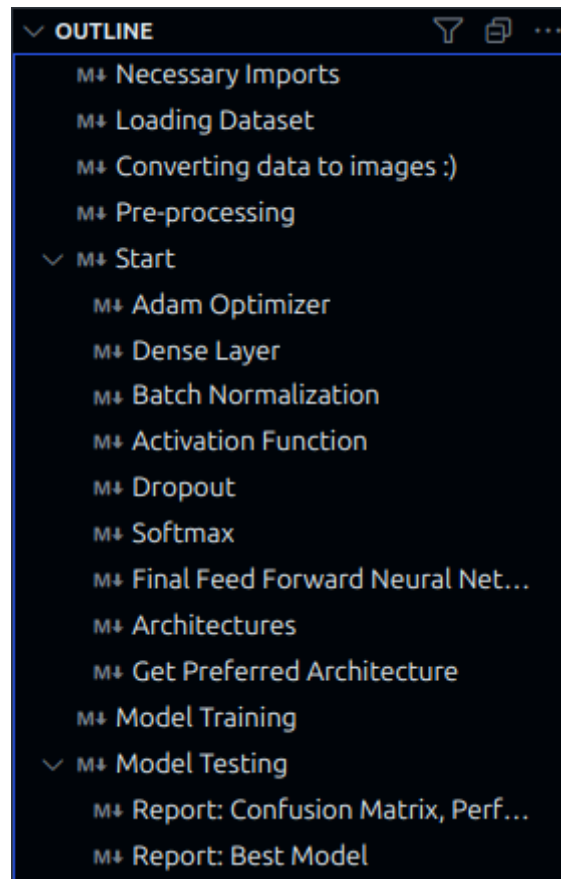 OUTLINE
M↓ Necessary Imports
M↓ Loading Dataset
M↓ Converting data to images :)
M↓ Pre-processing
M↓ Start
M↓ Adam Optimizer
M↓ Dense Layer
M↓ Batch Normalization
M↓ Activation Function
M↓ Dropout
M↓ Softmax
M↓ Final Feed Forward Neural Net...
M↓ Architectures
M↓ Get Preferred Architecture
M↓ Model Training
M↓ Model Testing
M↓ Report: Confusion Matrix, Perf...
M↓ Report: Best Model